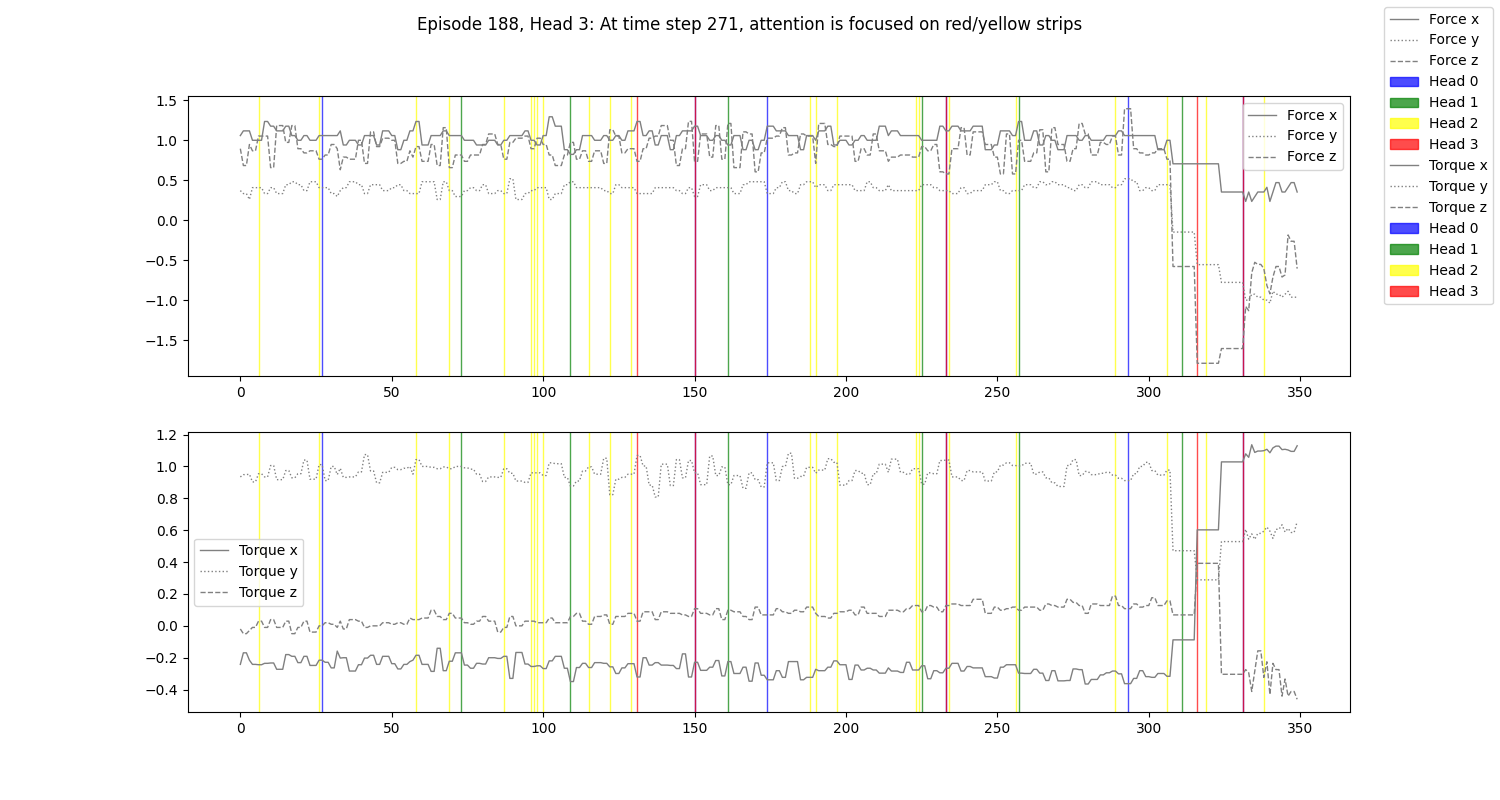 Episode 188, Head 3: At time step 271, attention is focused on red/yellow strips
Force x
Force y
Force z
Head 0
Head 1
Head 2
Head 3
Torque x
Torque y
Torque z
Head 0
Head 1
Head 2
Head 3
1.5
1.0
0.5
0.0
−0.5
−1.0
−1.5
Force x
Force y
Force z
0 50 100 150 200 250 300 350
1.2
1.0
0.8
0.6
0.4
0.2
0.0
−0.2
−0.4
Torque x
Torque y
Torque z
0 50 100 150 200 250 300 350